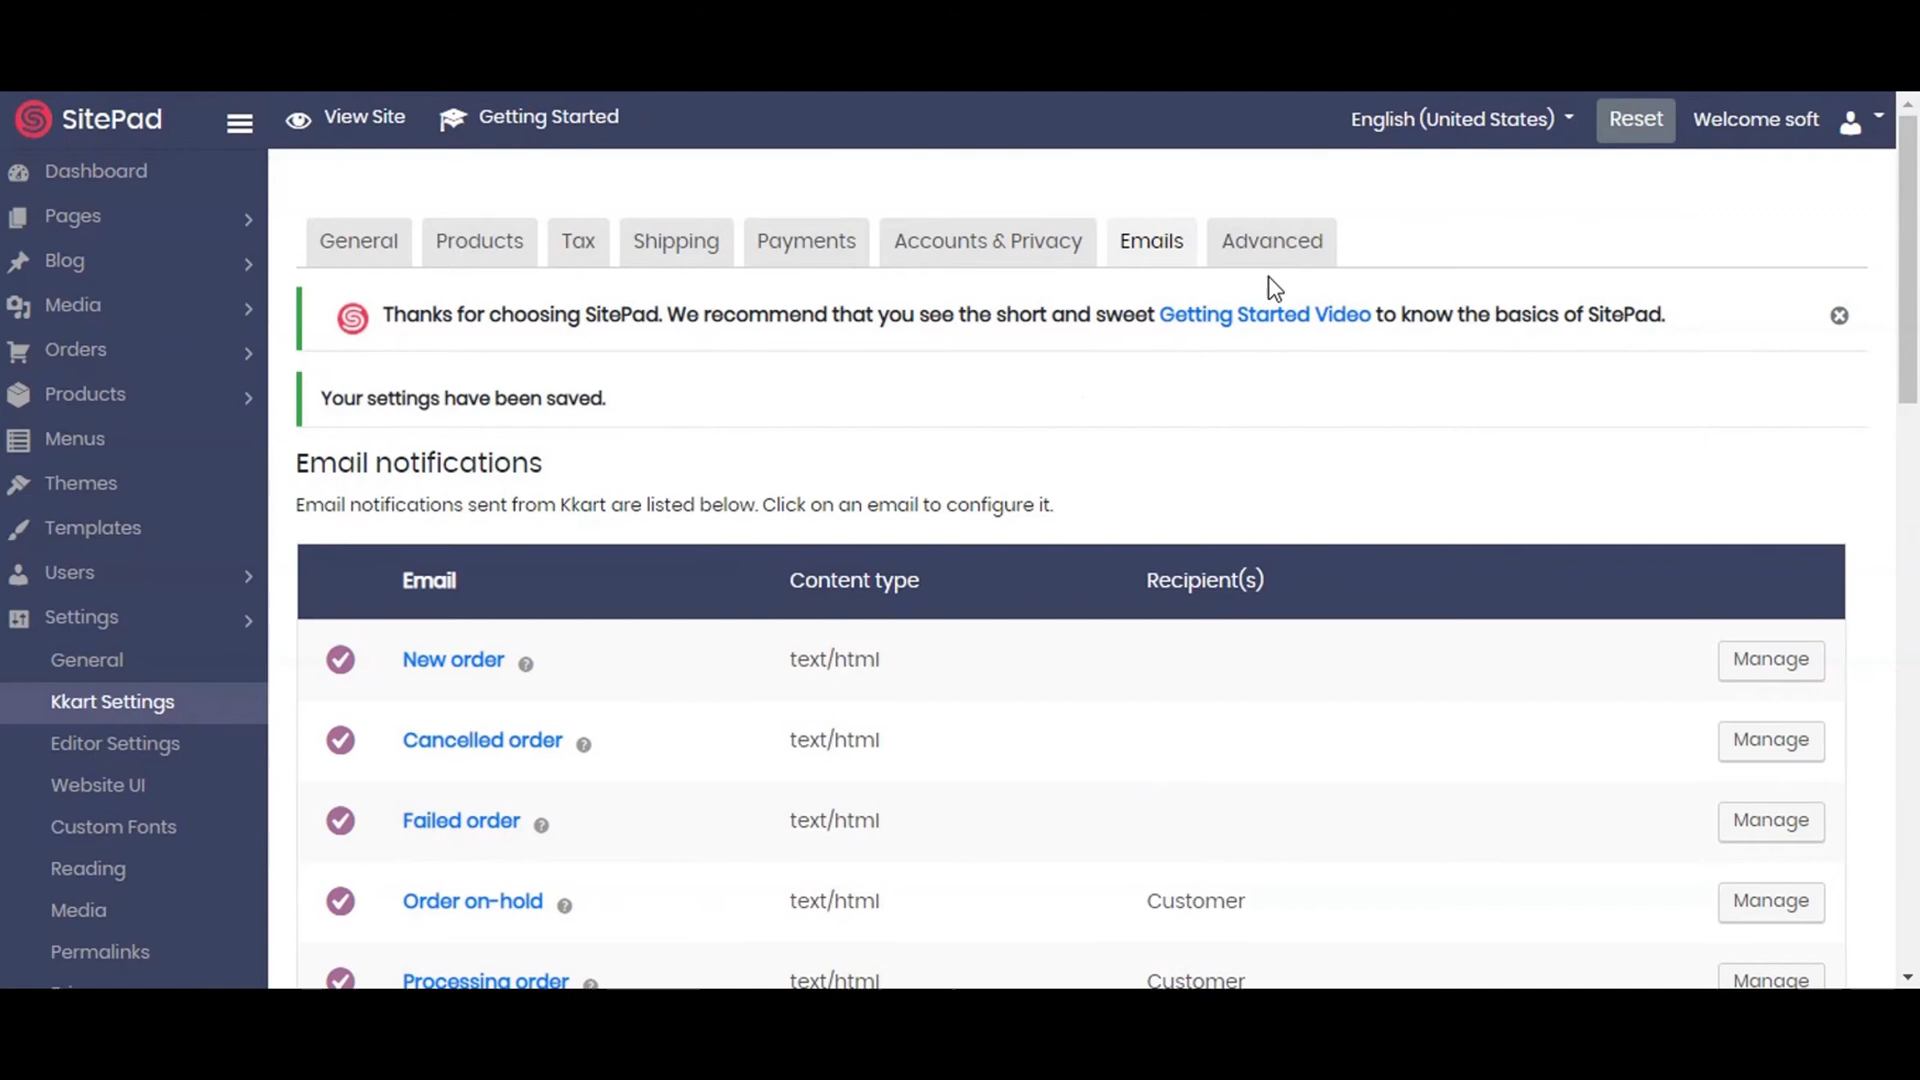 SitePad
View Site
Getting Started
English (United States)
Reset
Welcome soft
Dashboard
Pages
Blog
Media
Orders
Products
Menus
Themes
Templates
Users
Settings
General
Kkart Settings
Editor Settings
Website UI
Custom Fonts
Reading
Media
Permalinks
General
Products
Tax
Shipping
Payments
Accounts & Privacy
Emails
Advanced
Thanks for choosing SitePad. We recommend that you see the short and sweet Getting Started Video to know the basics of SitePad.
Your settings have been saved.
Email notifications
Email notifications sent from Kkart are listed below. Click on an email to configure it.
Email Content type Recipient(s)
New order text/html Manage
Cancelled order text/html Manage
Failed order text/html Manage
Order on-hold text/html Customer Manage
Processing order text/html Customer Manage